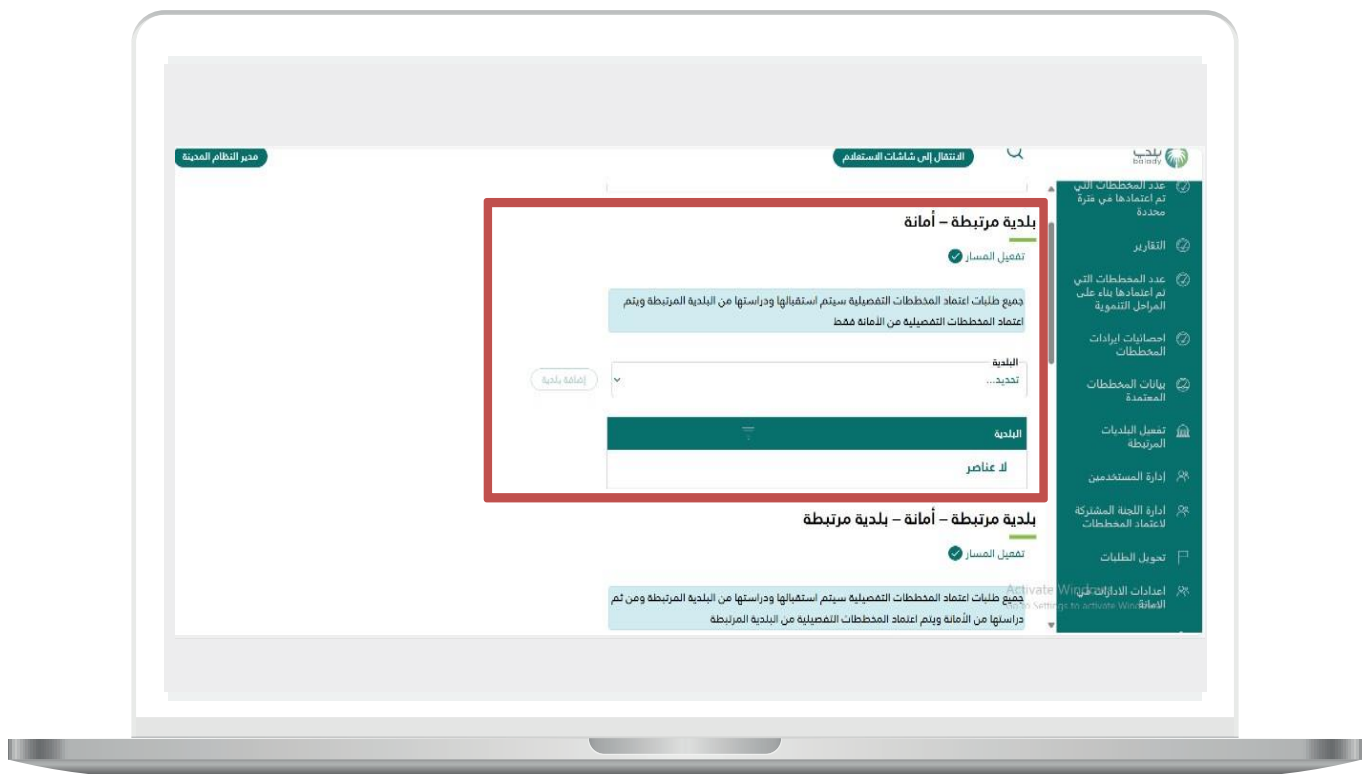 بلدي
balady
الانتقال إلى شاشات الاستعلام
مدير النظام المدينة
عدد المخططات التي
تم اعتمادها في فترة
محددة
التقارير
عدد المخططات التي
تم اعتمادها بناء على
المراحل التنموية
احصائيات ايرادات
المخططات
بيانات المخططات
المعتمدة
تفعيل البلديات
المرتبطة
إدارة المستخدمين
ادارة اللجنة المشتركة
لاعتماد المخططات
تحويل الطلبات
اعدادات الادارات في
الامانة
بلدية مرتبطة – أمانة
تفعيل المسار
جميع طلبات اعتماد المخططات التفصيلية سيتم استقبالها ودراستها من البلدية المرتبطة ويتم
اعتماد المخططات التفصيلية من الأمانة فقط
البلدية
تحديد...
إضافة بلدية
البلدية
لا عناصر
بلدية مرتبطة – أمانة – بلدية مرتبطة
تفعيل المسار
جميع طلبات اعتماد المخططات التفصيلية سيتم استقبالها ودراستها من البلدية المرتبطة ومن ثم
دراستها من الأمانة ويتم اعتماد المخططات التفصيلية من البلدية المرتبطة
Activate Windows
to Settings to activate Windows